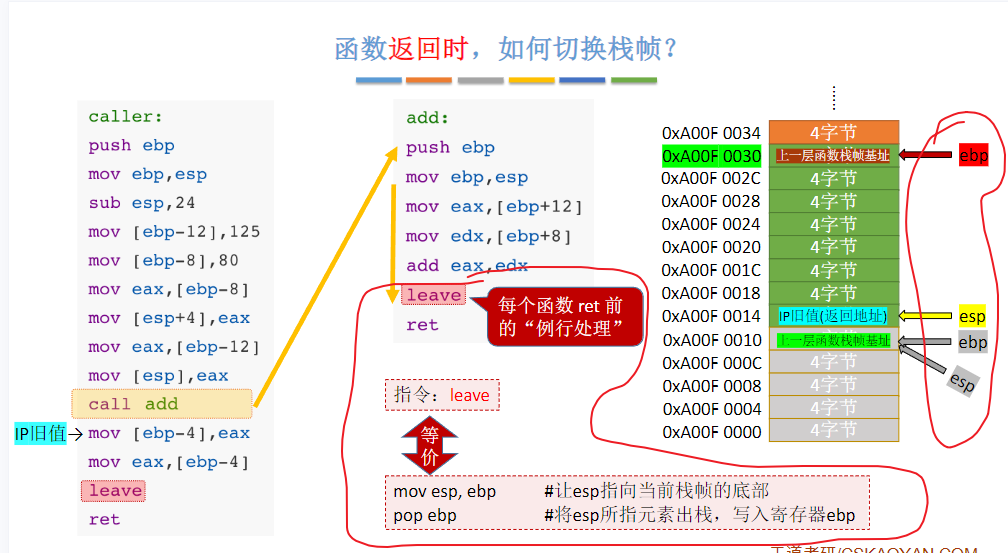 函数返回时，如何切换栈帧？
caller:
push ebp
mov ebp,esp
sub esp,24
mov [ebp-12],125
mov [ebp-8],80
mov eax,[ebp-8]
mov [esp+4],eax
mov eax,[ebp-12]
mov [esp],eax
call add
IP旧值
mov [ebp-4],eax
mov eax,[ebp-4]
leave
ret
add:
push ebp
mov ebp,esp
mov eax,[ebp+12]
mov edx,[ebp+8]
add eax,edx
leave
ret
每个函数 ret 前
的“例行处理”
指令：leave
等
价
mov esp, ebp #让esp指向当前栈帧的底部
pop ebp #将esp所指元素出栈，写入寄存器ebp
0xA00F 0034 4字节
0xA00F 0030 上一层函数栈帧基址 ebp
0xA00F 002C 4字节
0xA00F 0028 4字节
0xA00F 0024 4字节
0xA00F 0020 4字节
0xA00F 001C 4字节
0xA00F 0018 4字节
0xA00F 0014 IP旧值(返回地址) esp
0xA00F 0010 上一层函数栈帧基址 ebp
esp
0xA00F 000C 4字节
0xA00F 0008 4字节
0xA00F 0004 4字节
0xA00F 0000 4字节
王道考研/CSKAOYAN.COM